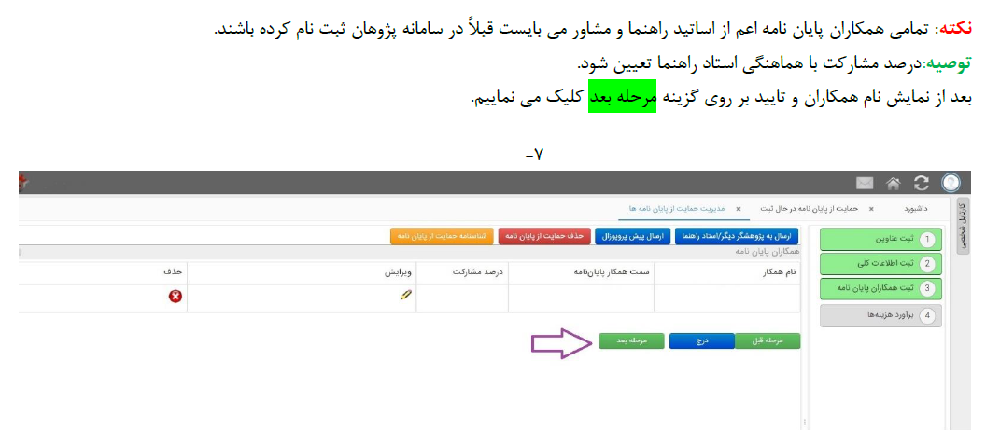 نکته: تمامی همکاران پایان نامه اعم از اساتید راهنما و مشاور می بایست قبلاً در سامانه پژوهان ثبت نام کرده باشند.
توصیه:درصد مشارکت با هماهنگی استاد راهنما تعیین شود.
بعد از نمایش نام همکاران و تایید بر روی گزینه مرحله بعد کلیک می نماییم.
-۷
کارتابل شخصی
داشبورد × حمایت از پایان نامه در حال ثبت × مدیریت حمایت از پایان نامه ها
1 ثبت عناوین
2 ثبت اطلاعات کلی
3 ثبت همکاران پایان نامه
4 برآورد هزینه‌ها
ارسال به پژوهشگر دیگر/استاد راهنما ارسال پیش پروپوزال حذف حمایت از پایان نامه شناسنامه حمایت از پایان نامه
همکاران پایان نامه
نام همکار سمت همکار پایان‌نامه درصد مشارکت ویرایش حذف
مرحله قبل درج مرحله بعد